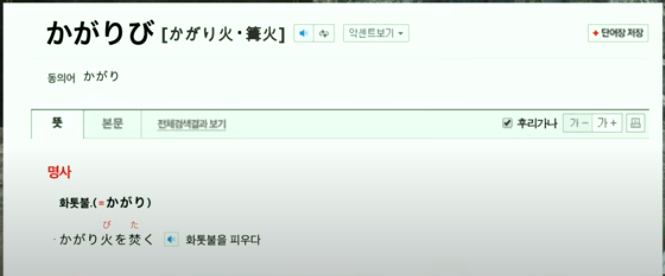 かがりび [かがり火·篝火] 악센트보기 단어장 저장
동의어 かがり
뜻 본문 전체검색결과 보기 후리가나 가 - 가 +
명사
화톳불.(=かがり)
び た
· かがり火を焚く 화톳불을 피우다